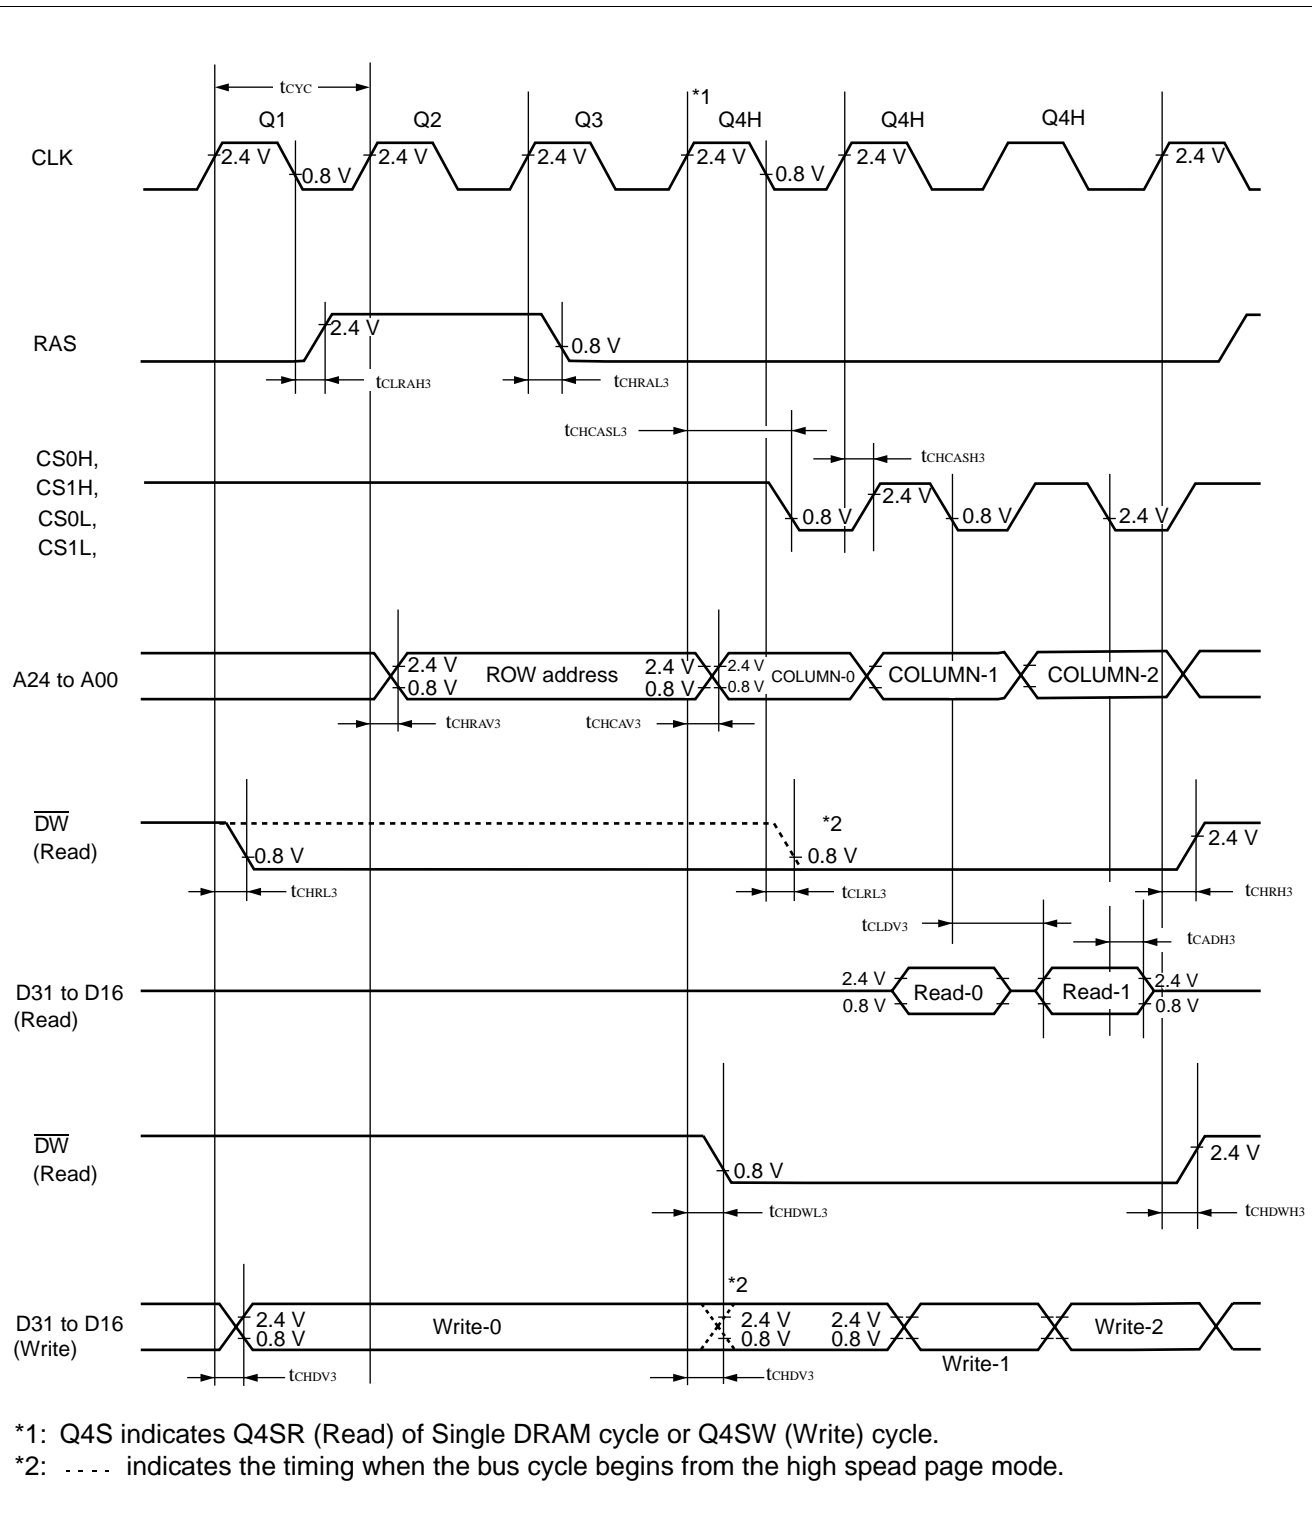 tCYC
*1
Q1 Q2 Q3 Q4H Q4H Q4H
CLK 2.4 V 0.8 V 2.4 V 2.4 V 2.4 V 0.8 V 2.4 V 2.4 V
RAS 2.4 V 0.8 V
tCLRAH3 tCHRAL3
tCHCASL3
tCHCASH3
CS0H,
CS1H,
CS0L,
CS1L,
2.4 V
0.8 V 0.8 V 2.4 V
A24 to A00
2.4 V ROW address 2.4 V 2.4 V COLUMN-0 COLUMN-1 COLUMN-2
0.8 V 0.8 V 0.8 V
tCHRAV3 tCHCAV3
DW
(Read)
*2
0.8 V 0.8 V 2.4 V
tCHRL3 tCLRL3 tCHRH3
tCLDV3
tCADH3
D31 to D16
(Read)
2.4 V Read-0 Read-1 2.4 V
0.8 V 0.8 V
DW
(Read)
0.8 V 2.4 V
tCHDWL3 tCHDWH3
*2
D31 to D16
(Write)
2.4 V Write-0 2.4 V 2.4 V Write-2
0.8 V 0.8 V 0.8 V
Write-1
tCHDV3 tCHDV3
*1: Q4S indicates Q4SR (Read) of Single DRAM cycle or Q4SW (Write) cycle.
*2: ---- indicates the timing when the bus cycle begins from the high spead page mode.